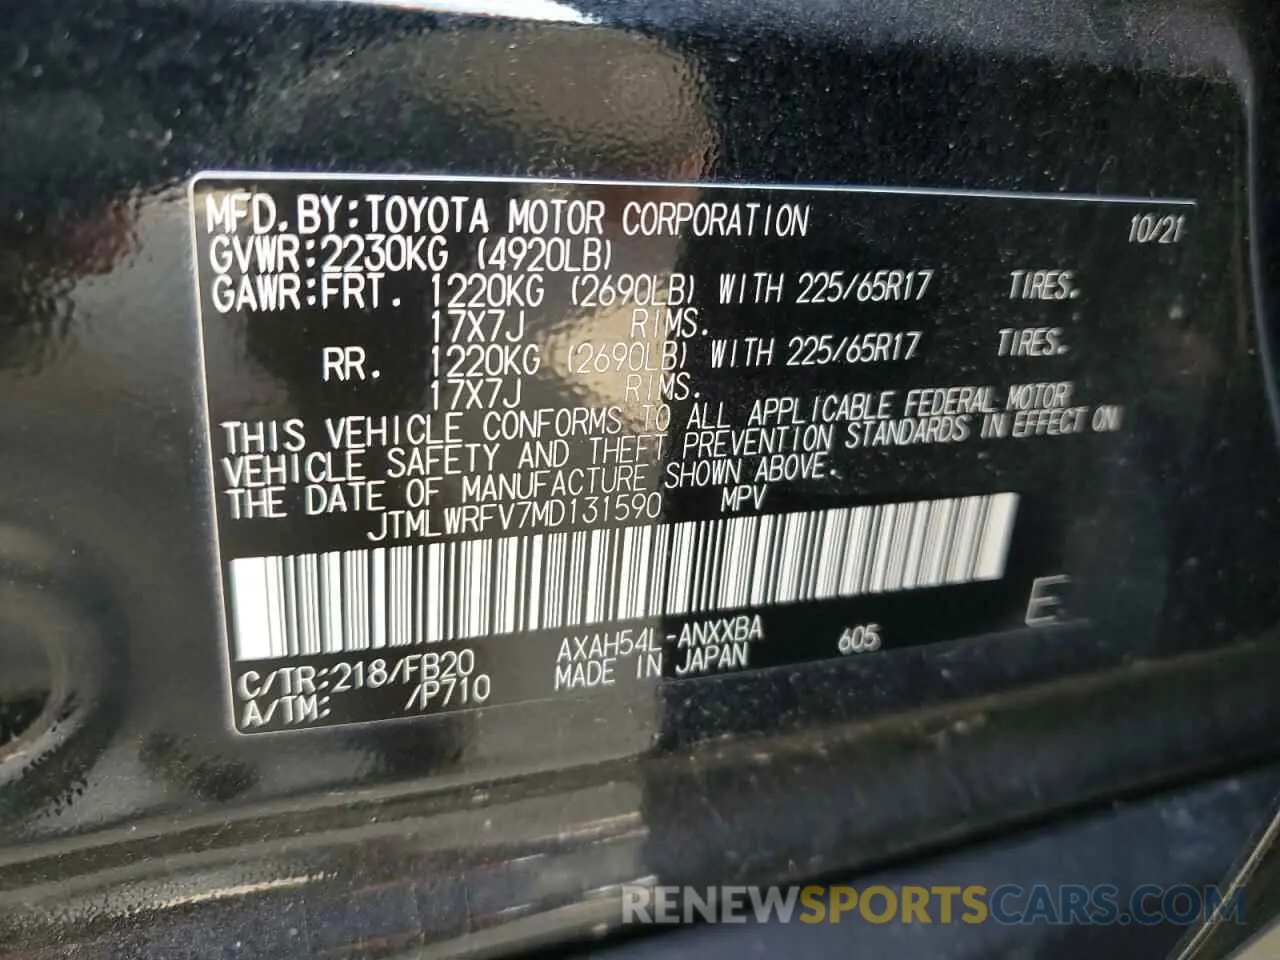 MFD.BY:TOYOTA MOTOR CORPORATION 10/21
GVWR:2230KG (4920LB)
GAWR:FRT. 1220KG (2690LB) WITH 225/65R17 TIRES.
17X7J RIMS.
RR. 1220KG (2690LB) WITH 225/65R17 TIRES.
17X7J RIMS.
THIS VEHICLE CONFORMS TO ALL APPLICABLE FEDERAL MOTOR
VEHICLE SAFETY AND THEFT PREVENTION STANDARDS IN EFFECT ON
THE DATE OF MANUFACTURE SHOWN ABOVE.
JTMLWRFV7MD131590 MPV
E
C/TR:218/FB20 AXAH54L-ANXXBA 605
A/TM: /P710 MADE IN JAPAN
RENEWSPORTSCARS.COM